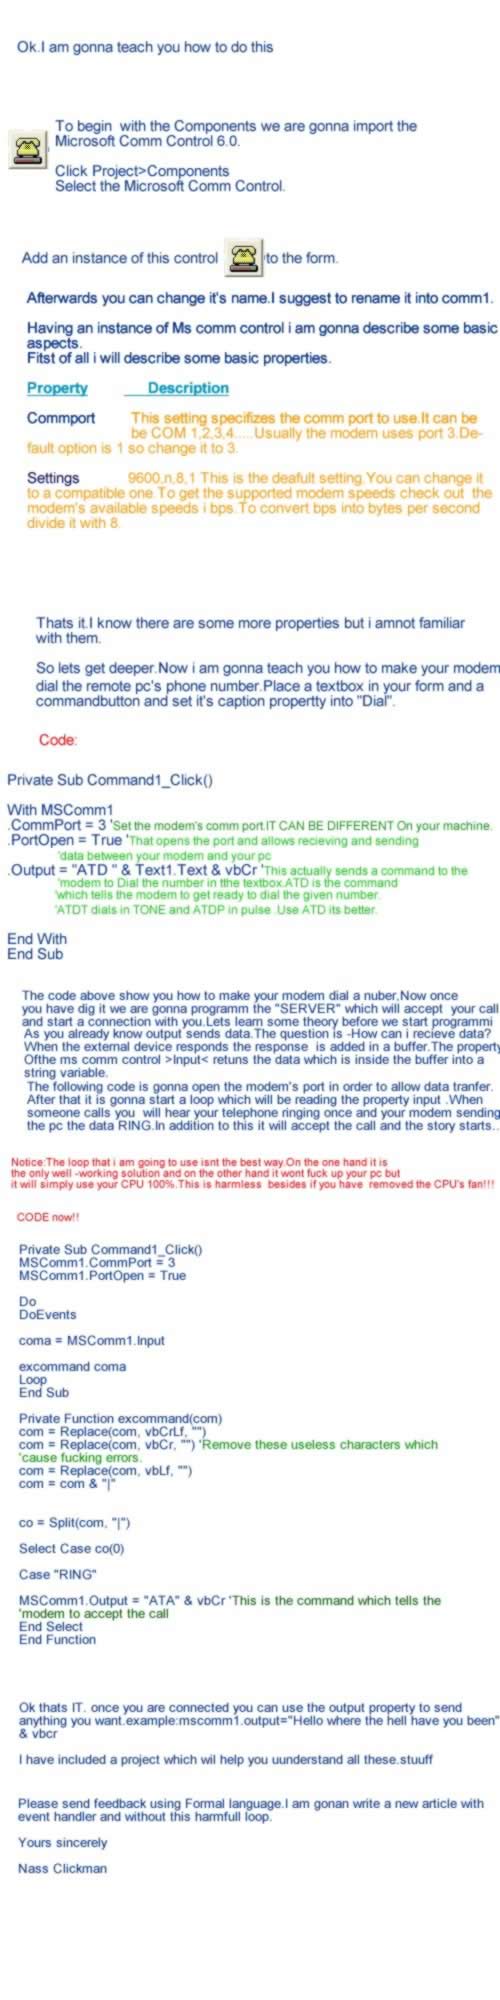 Ok.I am gonna teach you how to do this
To begin  with the Components we are gonna import the
Microsoft Comm Control 6.0.
Click Project>Components
Select the Microsoft Comm Control.
Add an instance of this control to the form.
Afterwards you can change it's name.I suggest to rename it into comm1.
Having an instance of Ms comm control i am gonna describe some basic
aspects.
Fitst of all i will describe some basic properties.
Property Description
Commport This setting specifizes the comm port to use.It can be
be COM 1,2,3,4.....Usually the modem uses port 3.De-
fault option is 1 so change it to 3.
Settings 9600,n,8,1 This is the deafult setting.You can change it
to a compatible one.To get the supported modem speeds check out  the
modem's available speeds i bps.To convert bps into bytes per second
divide it with 8.
Thats it.I know there are some more properties but i amnot familiar
with them.
So lets get deeper.Now i am gonna teach you how to make your modem
dial the remote pc's phone number.Place a textbox in your form and a
commandbutton and set it's caption propertty into "Dial".
Code:
Private Sub Command1_Click()
With MSComm1
.CommPort = 3 'Set the modem's comm port.IT CAN BE DIFFERENT On your machine.
.PortOpen = True 'That opens the port and allows recieving and sending
'data between your modem and your pc
.Output = "ATD " & Text1.Text & vbCr 'This actually sends a command to the
'modem to Dial the number in the textbox.ATD is the command
'which tells the modem to get ready to dial the given number.
'ATDT dials in TONE and ATDP in pulse .Use ATD its better.
End With
End Sub
The code above show you how to make your modem dial a nuber.Now once
you have dig it we are gonna programm the "SERVER" which will accept  your call
and start a connection with you.Lets learn some theory before we start programmi
As you already know output sends data.The question is -How can i recieve data?
When the external device responds the response  is added in a buffer.The property
Ofthe ms comm control >Input< retuns the data which is inside the buffer into a
string variable.
The following code is gonna open the modem's port in order to allow data tranfer.
After that it is gonna start a loop which will be reading the property input .When
someone calls you  will hear your telephone ringing once and your modem sending
the pc the data RING.In addition to this it will accept the call and the story starts...
Notice:The loop that i am going to use isnt the best way.On the one hand it is
the only well -working solution and on the other hand it wont fuck up your pc but
it will simply use your CPU 100%.This is harmless  besides if you have  removed the CPU's fan!!!
CODE now!!
Private Sub Command1_Click()
MSComm1.CommPort = 3
MSComm1.PortOpen = True
Do
DoEvents
coma = MSComm1.Input
excommand coma
Loop
End Sub
Private Function excommand(com)
com = Replace(com, vbCrLf, "")
com = Replace(com, vbCr, "") 'Remove these useless characters which
'cause fucking errors.
com = Replace(com, vbLf, "")
com = com & "|"
co = Split(com, "|")
Select Case co(0)
Case "RING"
MSComm1.Output = "ATA" & vbCr 'This is the command which tells the
'modem to accept the call
End Select
End Function
Ok thats IT. once you are connected you can use the output property to send
anything you want.example:mscomm1.output="Hello where the hell have you been"
& vbcr
I have included a project which wil help you uunderstand all these.stuuff
Please send feedback using Formal language.I am gonan write a new article with
event handler and without this harmfull loop.
Yours sincerely
Nass Clickman